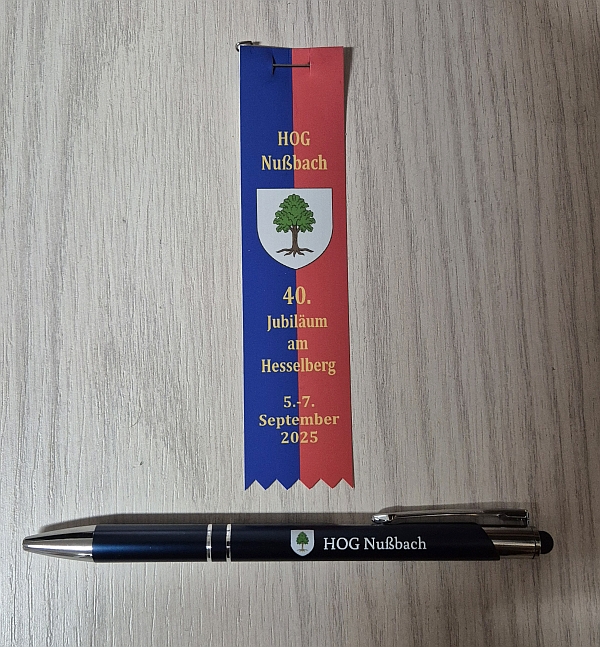 HOG
Nußbach
40.
Jubiläum
am
Hesselberg
5.-7.
September
2025
HOG Nußbach